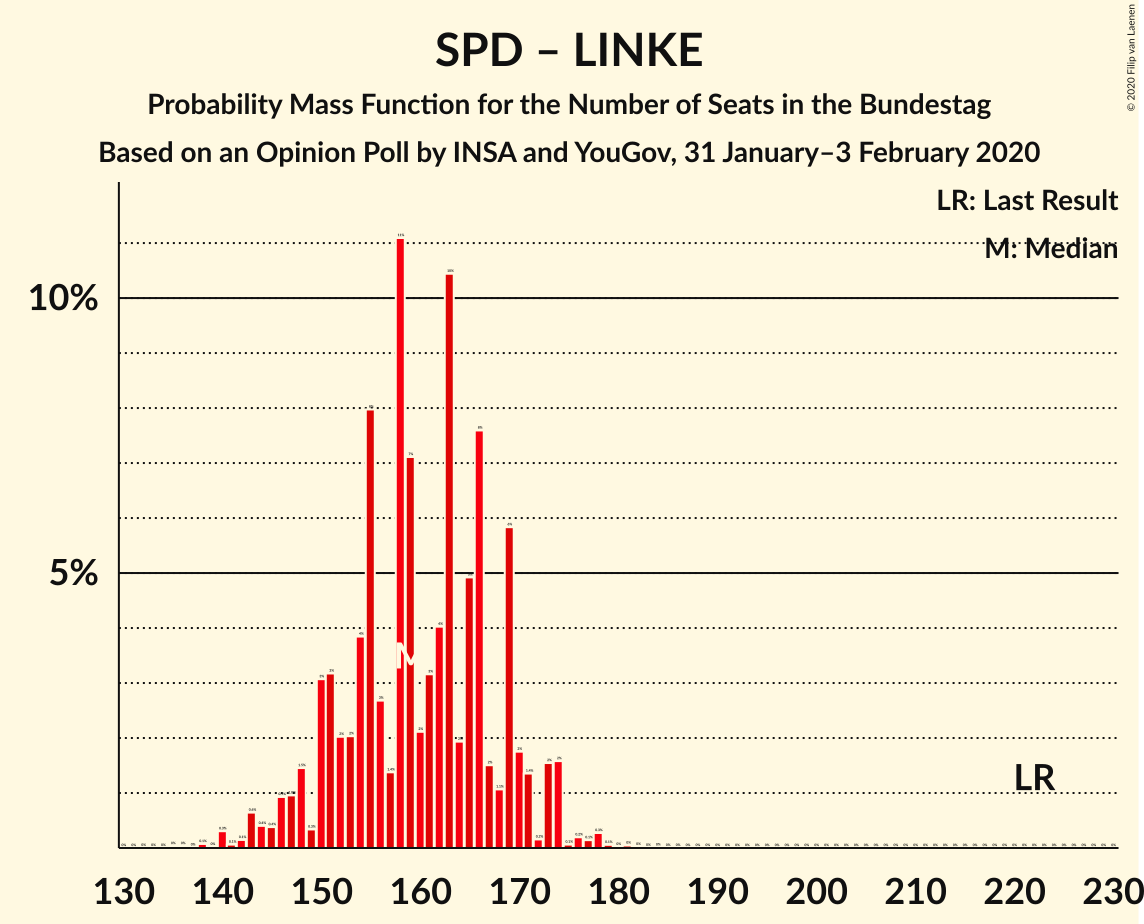 SPD – LINKE
Probability Mass Function for the Number of Seats in the Bundestag
Based on an Opinion Poll by INSA and YouGov, 31 January–3 February 2020
© 2020 Filip van Laenen
LR: Last Result
M: Median
10%
5%
M
LR
130 140 150 160 170 180 190 200 210 220 230